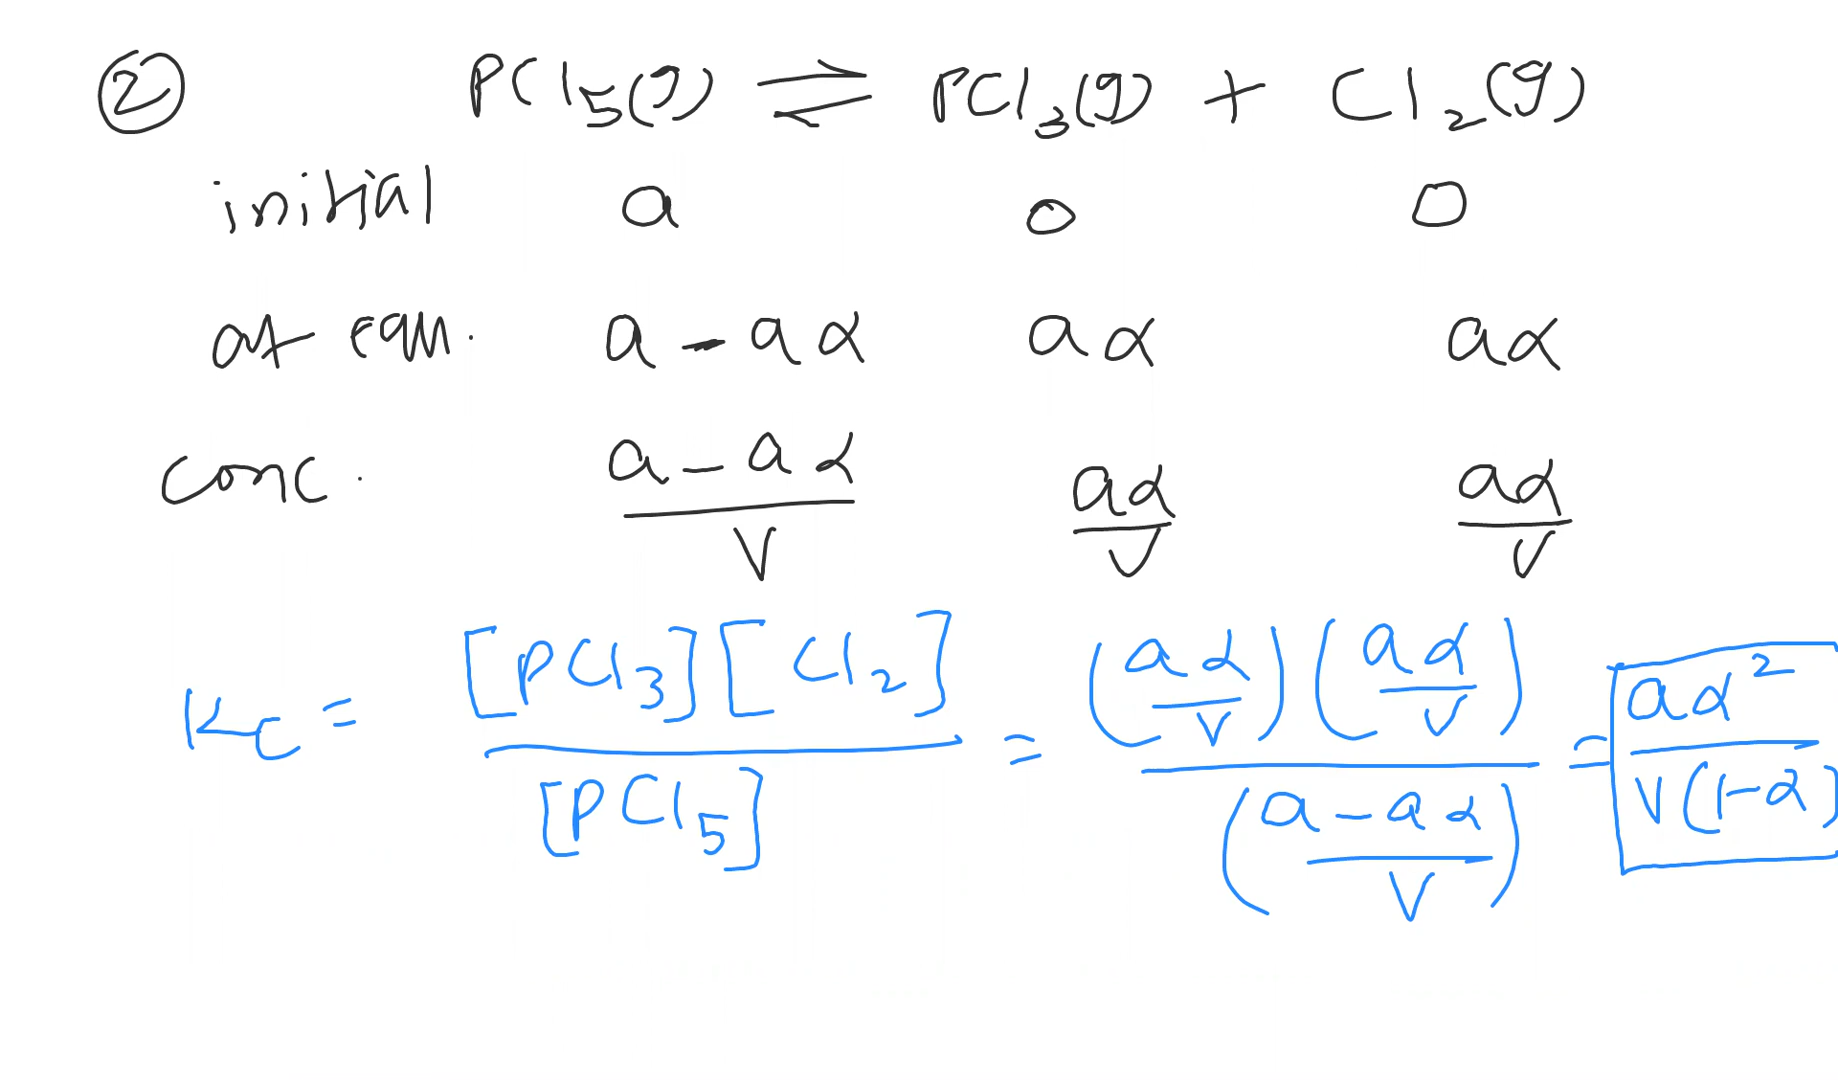 ② PCl₅(g) ⇌ PCl₃(g) + Cl₂(g)
initial a 0 0
at eqm. a - aα aα aα
conc. (a - aα)/V aα/V aα/V
Kc = [PCl₃][Cl₂]/[PCl₅] = (aα/V)(aα/V)/((a - aα)/V) = aα²/V(1-α)